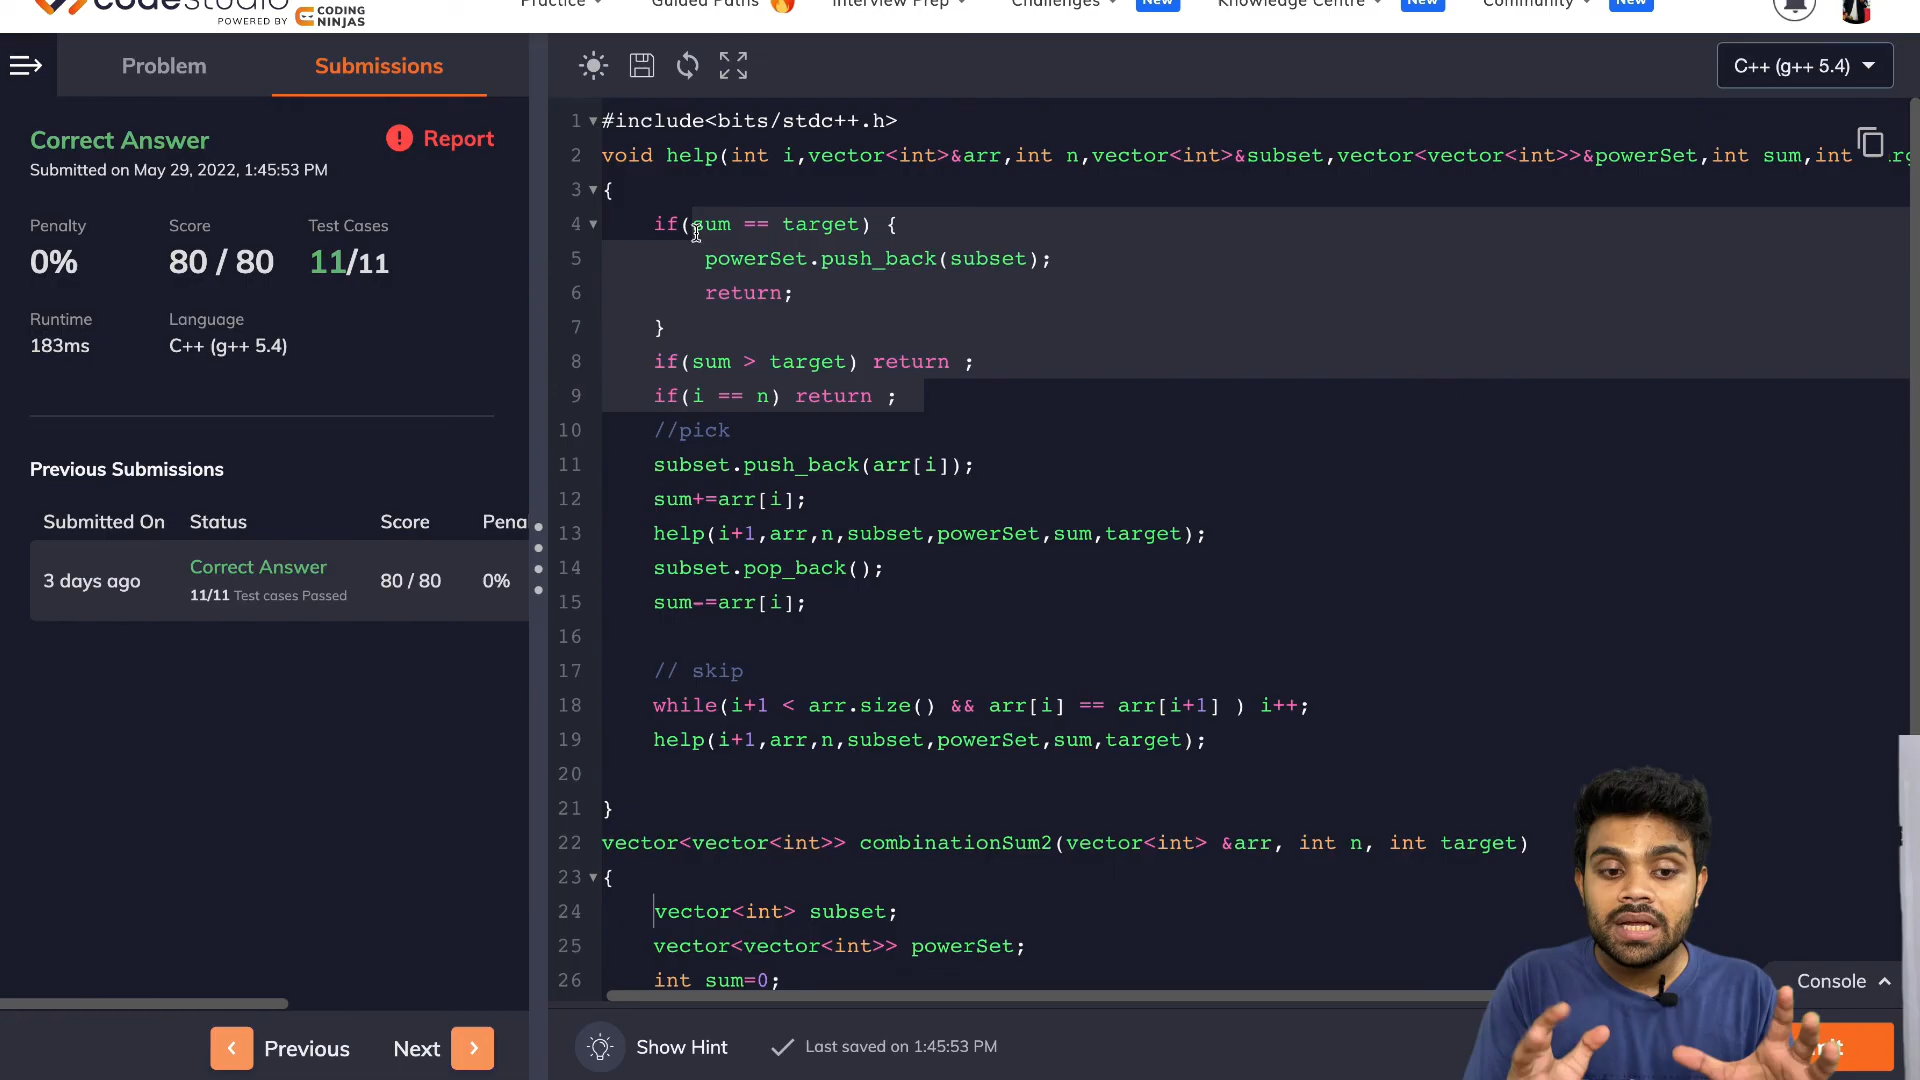 codeStudio
POWERED BY CODING NINJAS
Practice
Guided Paths
Interview Prep
Challenges
New
Knowledge Centre
New
Community
New
Problem
Submissions
C++ (g++ 5.4)
Correct Answer
! Report
Submitted on May 29, 2022, 1:45:53 PM
Penalty Score Test Cases
0% 80 / 80 11/11
Runtime Language
183ms C++ (g++ 5.4)
Previous Submissions
Submitted On Status Score Pena
3 days ago Correct Answer 80 / 80 0%
11/11 Test cases Passed
Previous Next
1 #include<bits/stdc++.h>
2 void help(int i,vector<int>&arr,int n,vector<int>&subset,vector<vector<int>>&powerSet,int sum,int
3 {
4 if(sum == target) {
5 powerSet.push_back(subset);
6 return;
7 }
8 if(sum > target) return ;
9 if(i == n) return ;
10 //pick
11 subset.push_back(arr[i]);
12 sum+=arr[i];
13 help(i+1,arr,n,subset,powerSet,sum,target);
14 subset.pop_back();
15 sum-=arr[i];
16
17 // skip
18 while(i+1 < arr.size() && arr[i] == arr[i+1] ) i++;
19 help(i+1,arr,n,subset,powerSet,sum,target);
20
21 }
22 vector<vector<int>> combinationSum2(vector<int> &arr, int n, int target)
23 {
24 vector<int> subset;
25 vector<vector<int>> powerSet;
26 int sum=0;
Console
Show Hint
Last saved on 1:45:53 PM